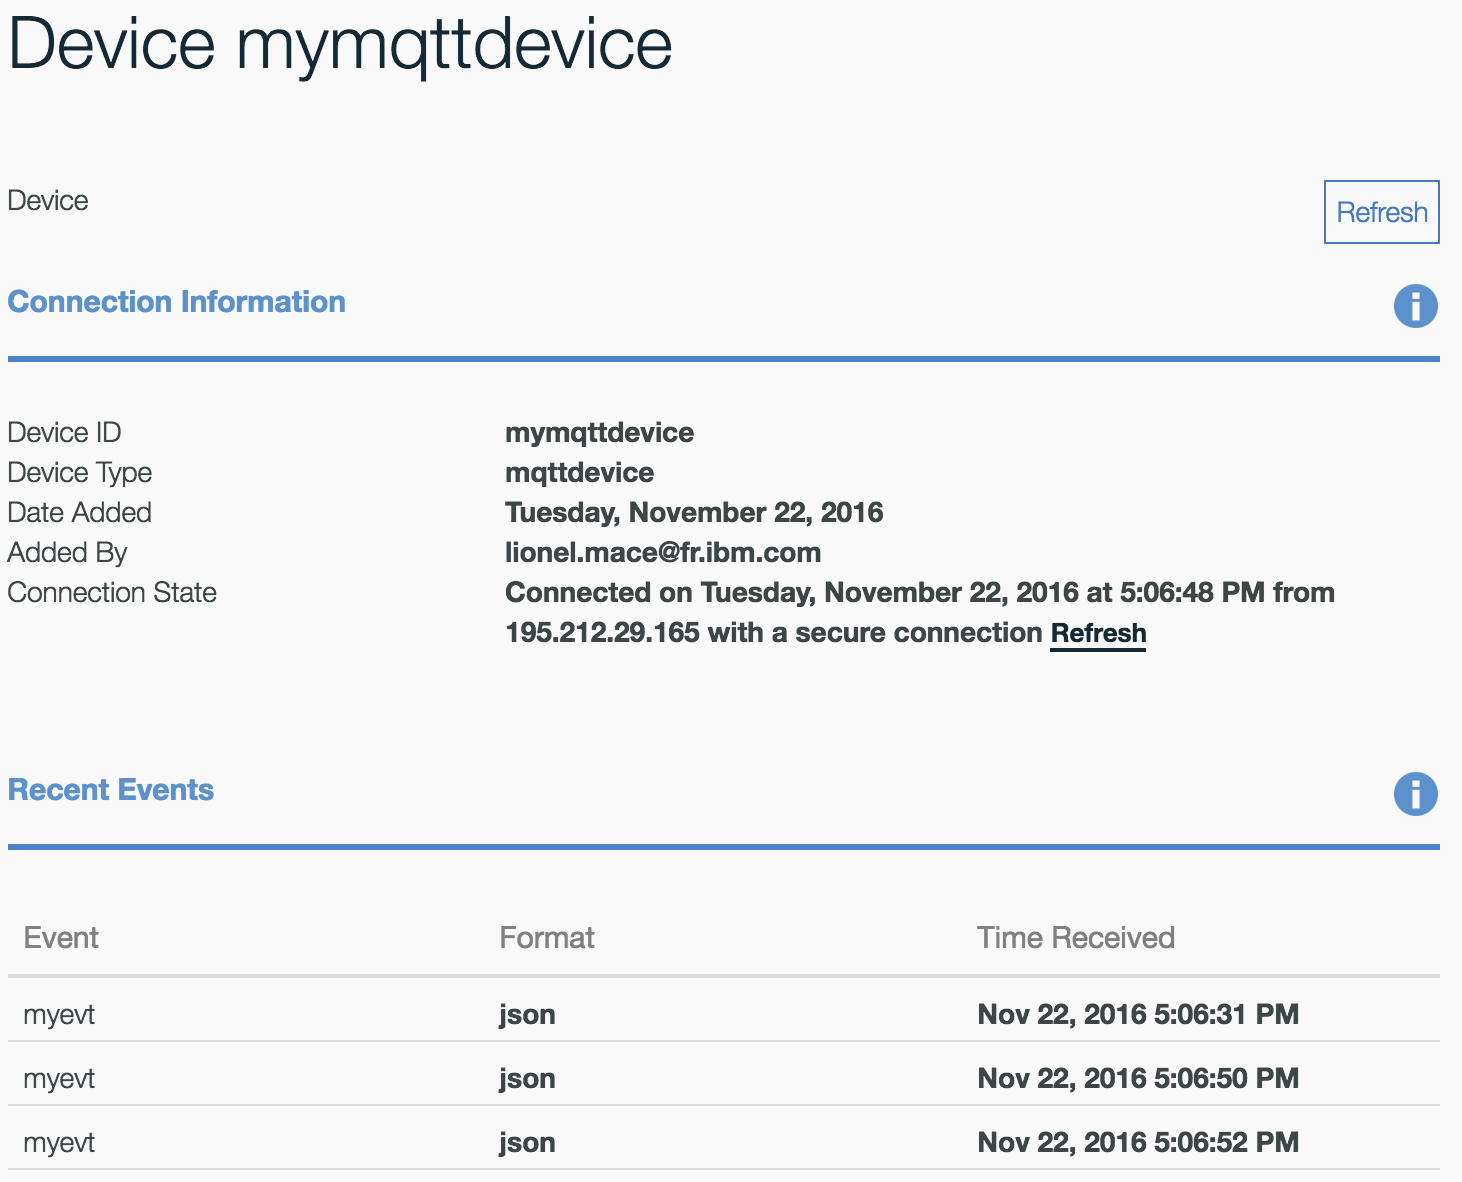 Device mymqttdevice
Device
Refresh
Connection Information
Device ID mymqttdevice
Device Type mqttdevice
Date Added Tuesday, November 22, 2016
Added By lionel.mace@fr.ibm.com
Connection State Connected on Tuesday, November 22, 2016 at 5:06:48 PM from
195.212.29.165 with a secure connection Refresh
Recent Events
Event Format Time Received
myevt json Nov 22, 2016 5:06:31 PM
myevt json Nov 22, 2016 5:06:50 PM
myevt json Nov 22, 2016 5:06:52 PM